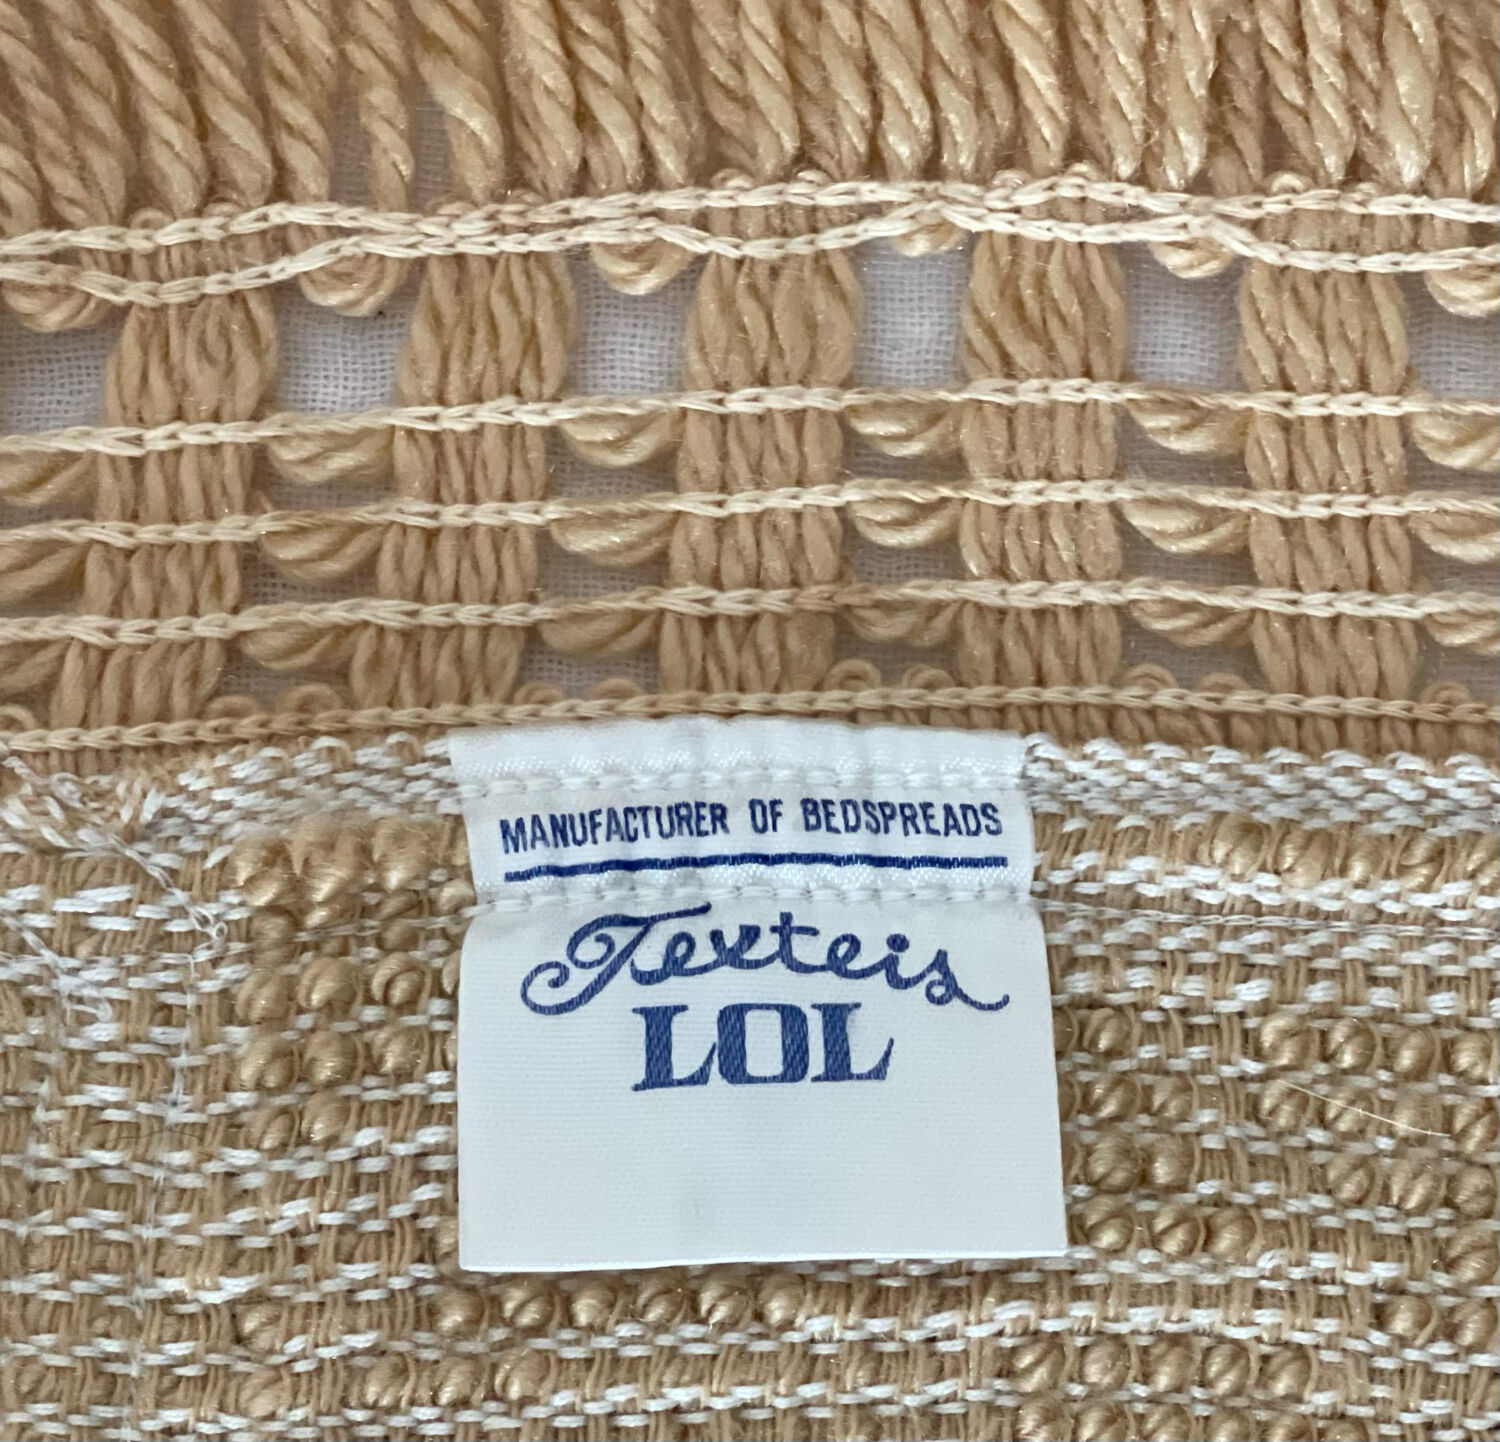 MANUFACTURER OF BEDSPREADS
Texteis
LOL